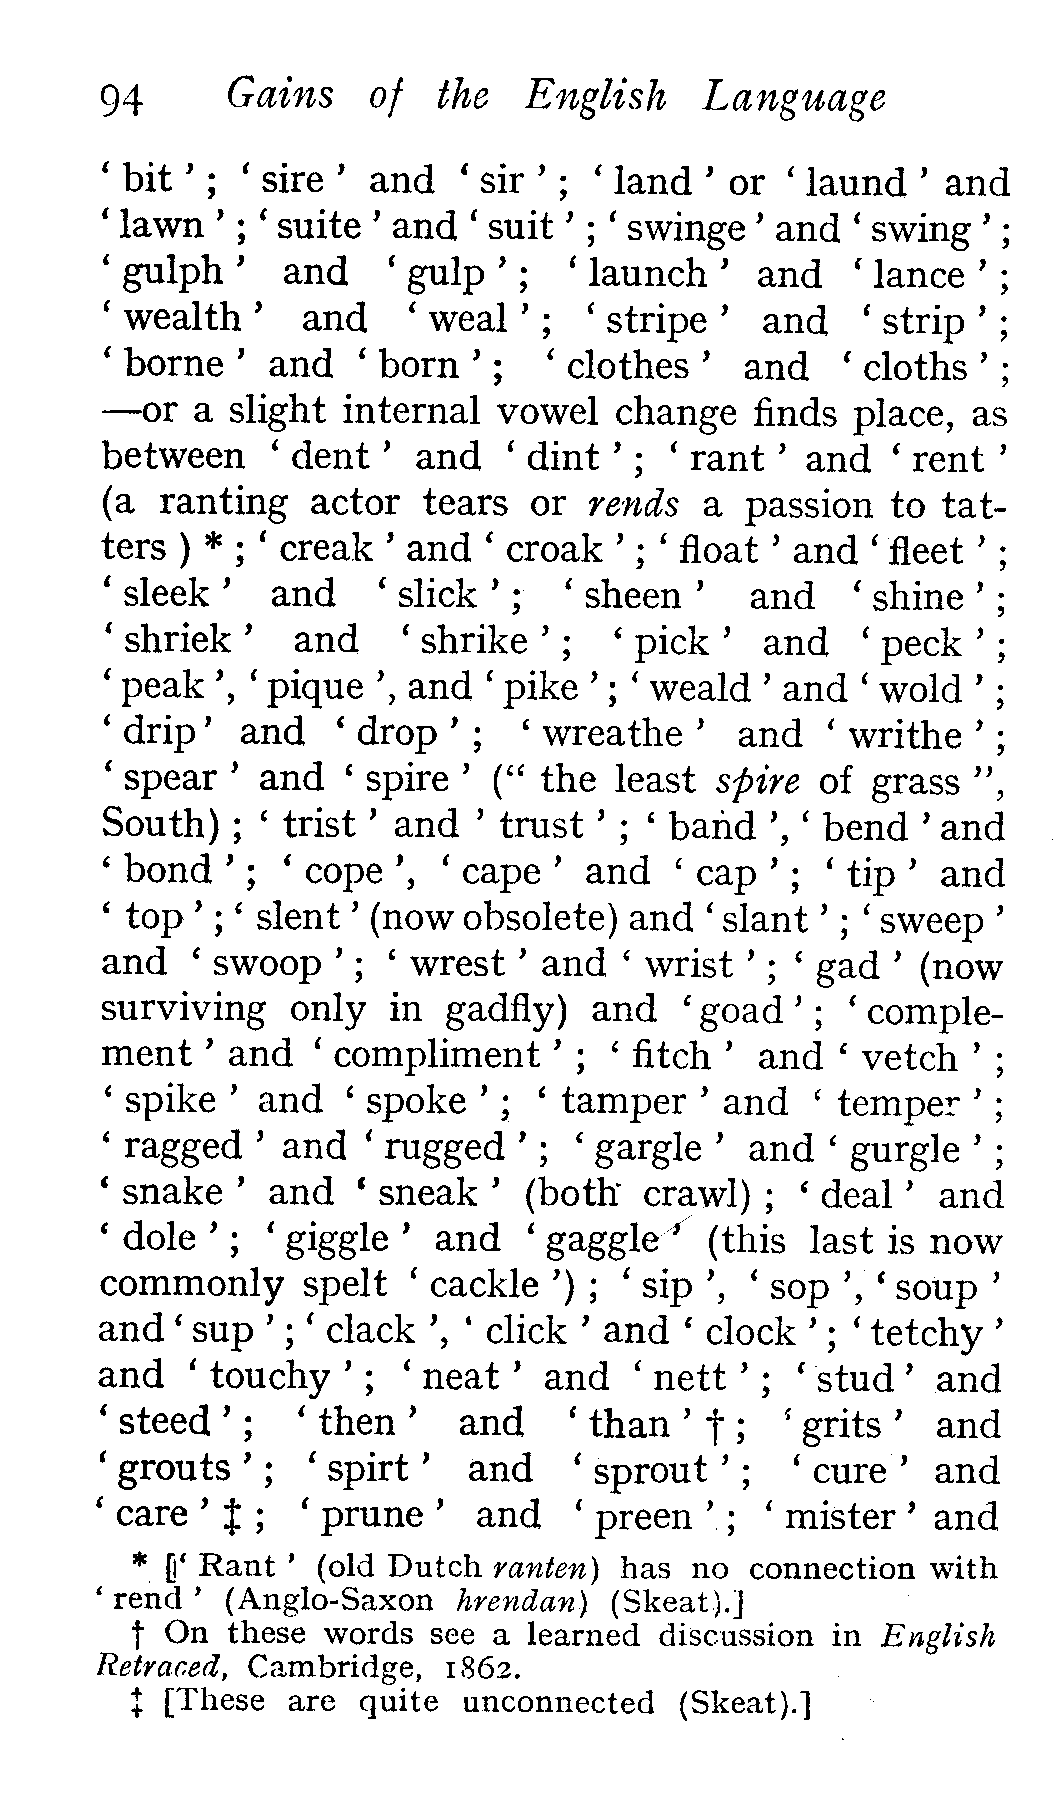 94 Gains of the English Language
‘ bit ’ ; ‘ sire ’ and ‘ sir ’ ; ‘ land ’ or ‘ laund ’ and
‘ lawn ’ ; ‘ suite ’ and ‘ suit ’ ; ‘ swinge ’ and ‘ swing ’ ;
‘ gulph ’ and ‘ gulp ’ ; ‘ launch ’ and ‘ lance ’ ;
‘ wealth ’ and ‘ weal ’ ; ‘ stripe ’ and ‘ strip ’ ;
‘ borne ’ and ‘ born ’ ; ‘ clothes ’ and ‘ cloths ’ ;
—or a slight internal vowel change finds place, as
between ‘ dent ’ and ‘ dint ’ ; ‘ rant ’ and ‘ rent ’
(a ranting actor tears or rends a passion to tat-
ters ) * ; ‘ creak ’ and ‘ croak ’ ; ‘ float ’ and ‘ fleet ’ ;
‘ sleek ’ and ‘ slick ’ ; ‘ sheen ’ and ‘ shine ’ ;
‘ shriek ’ and ‘ shrike ’ ; ‘ pick ’ and ‘ peck ’ ;
‘ peak ’, ‘ pique ’, and ‘ pike ’ ; ‘ weald ’ and ‘ wold ’ ;
‘ drip ’ and ‘ drop ’ ; ‘ wreathe ’ and ‘ writhe ’ ;
‘ spear ’ and ‘ spire ’ (“ the least spire of grass ”,
South) ; ‘ trist ’ and ’ trust ’ ; ‘ band ’, ‘ bend ’ and
‘ bond ’ ; ‘ cope ’, ‘ cape ’ and ‘ cap ’ ; ‘ tip ’ and
‘ top ’ ; ‘ slent ’ (now obsolete) and ‘ slant ’ ; ‘ sweep ’
and ‘ swoop ’ ; ‘ wrest ’ and ‘ wrist ’ ; ‘ gad ’ (now
surviving only in gadfly) and ‘ goad ’ ; ‘ comple-
ment ’ and ‘ compliment ’ ; ‘ fitch ’ and ‘ vetch ’ ;
‘ spike ’ and ‘ spoke ’ ; ‘ tamper ’ and ‘ temper ’ ;
‘ ragged ’ and ‘ rugged ’ ; ‘ gargle ’ and ‘ gurgle ’ ;
‘ snake ’ and ‘ sneak ’ (both crawl) ; ‘ deal ’ and
‘ dole ’ ; ‘ giggle ’ and ‘ gaggle ’ (this last is now
commonly spelt ‘ cackle ’) ; ‘ sip ’, ‘ sop ’, ‘ soup ’
and ‘ sup ’ ; ‘ clack ’, ‘ click ’ and ‘ clock ’ ; ‘ tetchy ’
and ‘ touchy ’ ; ‘ neat ’ and ‘ nett ’ ; ‘ stud ’ and
‘ steed ’ ; ‘ then ’ and ‘ than ’ † ; ‘ grits ’ and
‘ grouts ’ ; ‘ spirt ’ and ‘ sprout ’ ; ‘ cure ’ and
‘ care ’ ‡ ; ‘ prune ’ and ‘ preen ’ ; ‘ mister ’ and
* [‘ Rant ’ (old Dutch ranten) has no connection with
‘ rend ’ (Anglo-Saxon hrendan) (Skeat).]
† On these words see a learned discussion in English
Retraced, Cambridge, 1862.
‡ [These are quite unconnected (Skeat).]